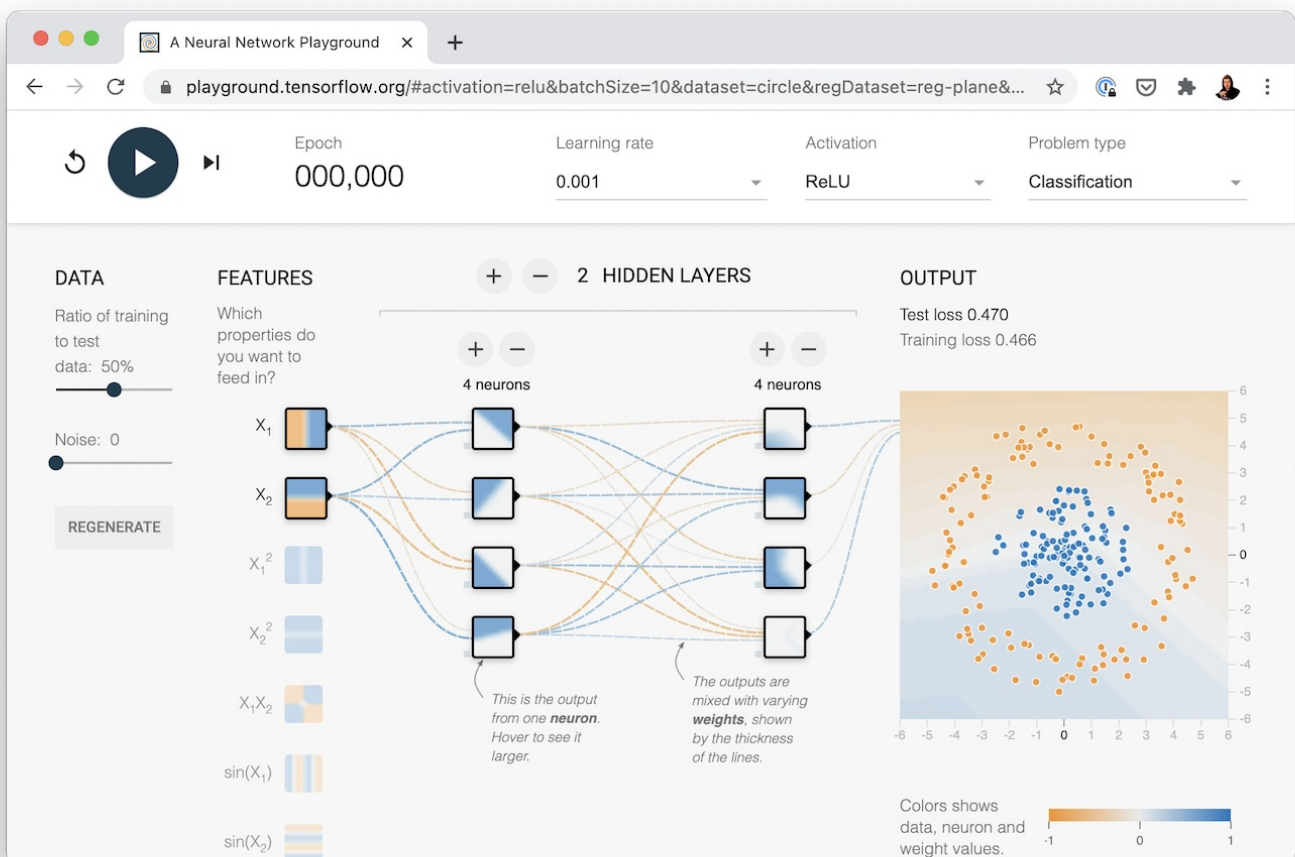 A Neural Network Playground
playground.tensorflow.org/#activation=relu&batchSize=10&dataset=circle&regDataset=reg-plane&...
Epoch
000,000
Learning rate
0.001
Activation
ReLU
Problem type
Classification
DATA
Ratio of training
to test
data: 50%
Noise: 0
REGENERATE
FEATURES
Which
properties do
you want to
feed in?
X₁
X₂
X₁²
X₂²
X₁X₂
sin(X₁)
sin(X₂)
+ − 2 HIDDEN LAYERS
+ −
4 neurons
+ −
4 neurons
This is the output
from one neuron.
Hover to see it
larger.
The outputs are
mixed with varying
weights, shown
by the thickness
of the lines.
OUTPUT
Test loss 0.470
Training loss 0.466
6
5
4
3
2
1
0
-1
-2
-3
-4
-5
-6
-6 -5 -4 -3 -2 -1 0 1 2 3 4 5 6
Colors shows
data, neuron and
weight values.
-1 0 1